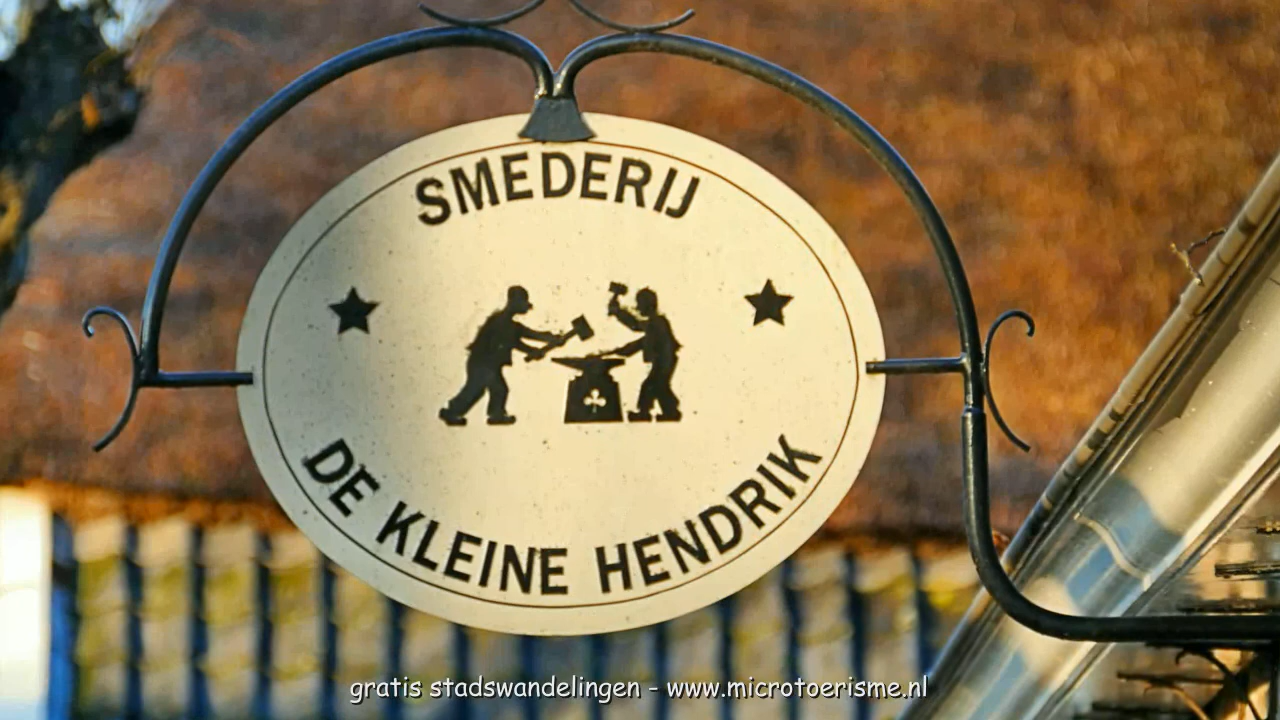 SMEDERIJ
DE KLEINE HENDRIK
gratis stadswandelingen - www.microtoerisme.nl